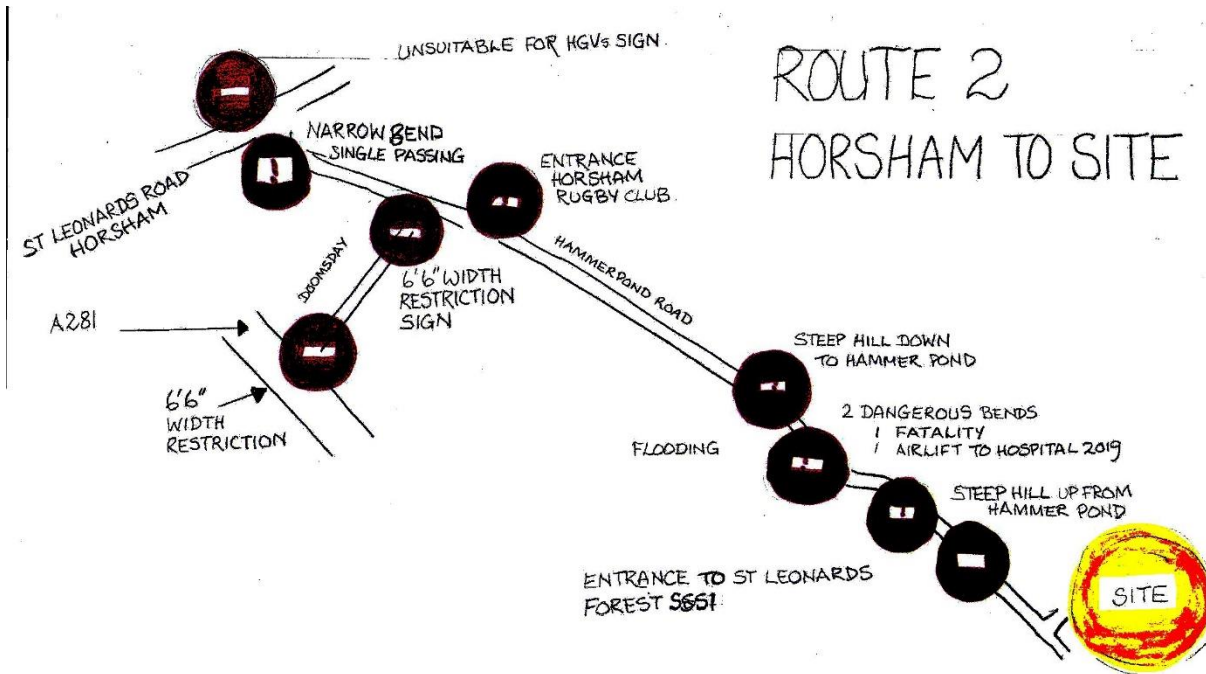 UNSUITABLE FOR HGVs SIGN
ROUTE 2
HORSHAM TO SITE
NARROW BEND
SINGLE PASSING
!
ENTRANCE
HORSHAM
RUGBY CLUB.
!
ST LEONARDS ROAD
HORSHAM
DOOMSDAY
6'6" WIDTH
RESTRICTION
SIGN
HAMMERPOND ROAD
A281
6'6"
WIDTH
RESTRICTION
STEEP HILL DOWN
TO HAMMER POND
!
2 DANGEROUS BENDS
1 FATALITY
1 AIRLIFT TO HOSPITAL 2019
FLOODING
!
STEEP HILL UP FROM
HAMMER POND
!
ENTRANCE TO ST LEONARDS
FOREST SSSI
SITE